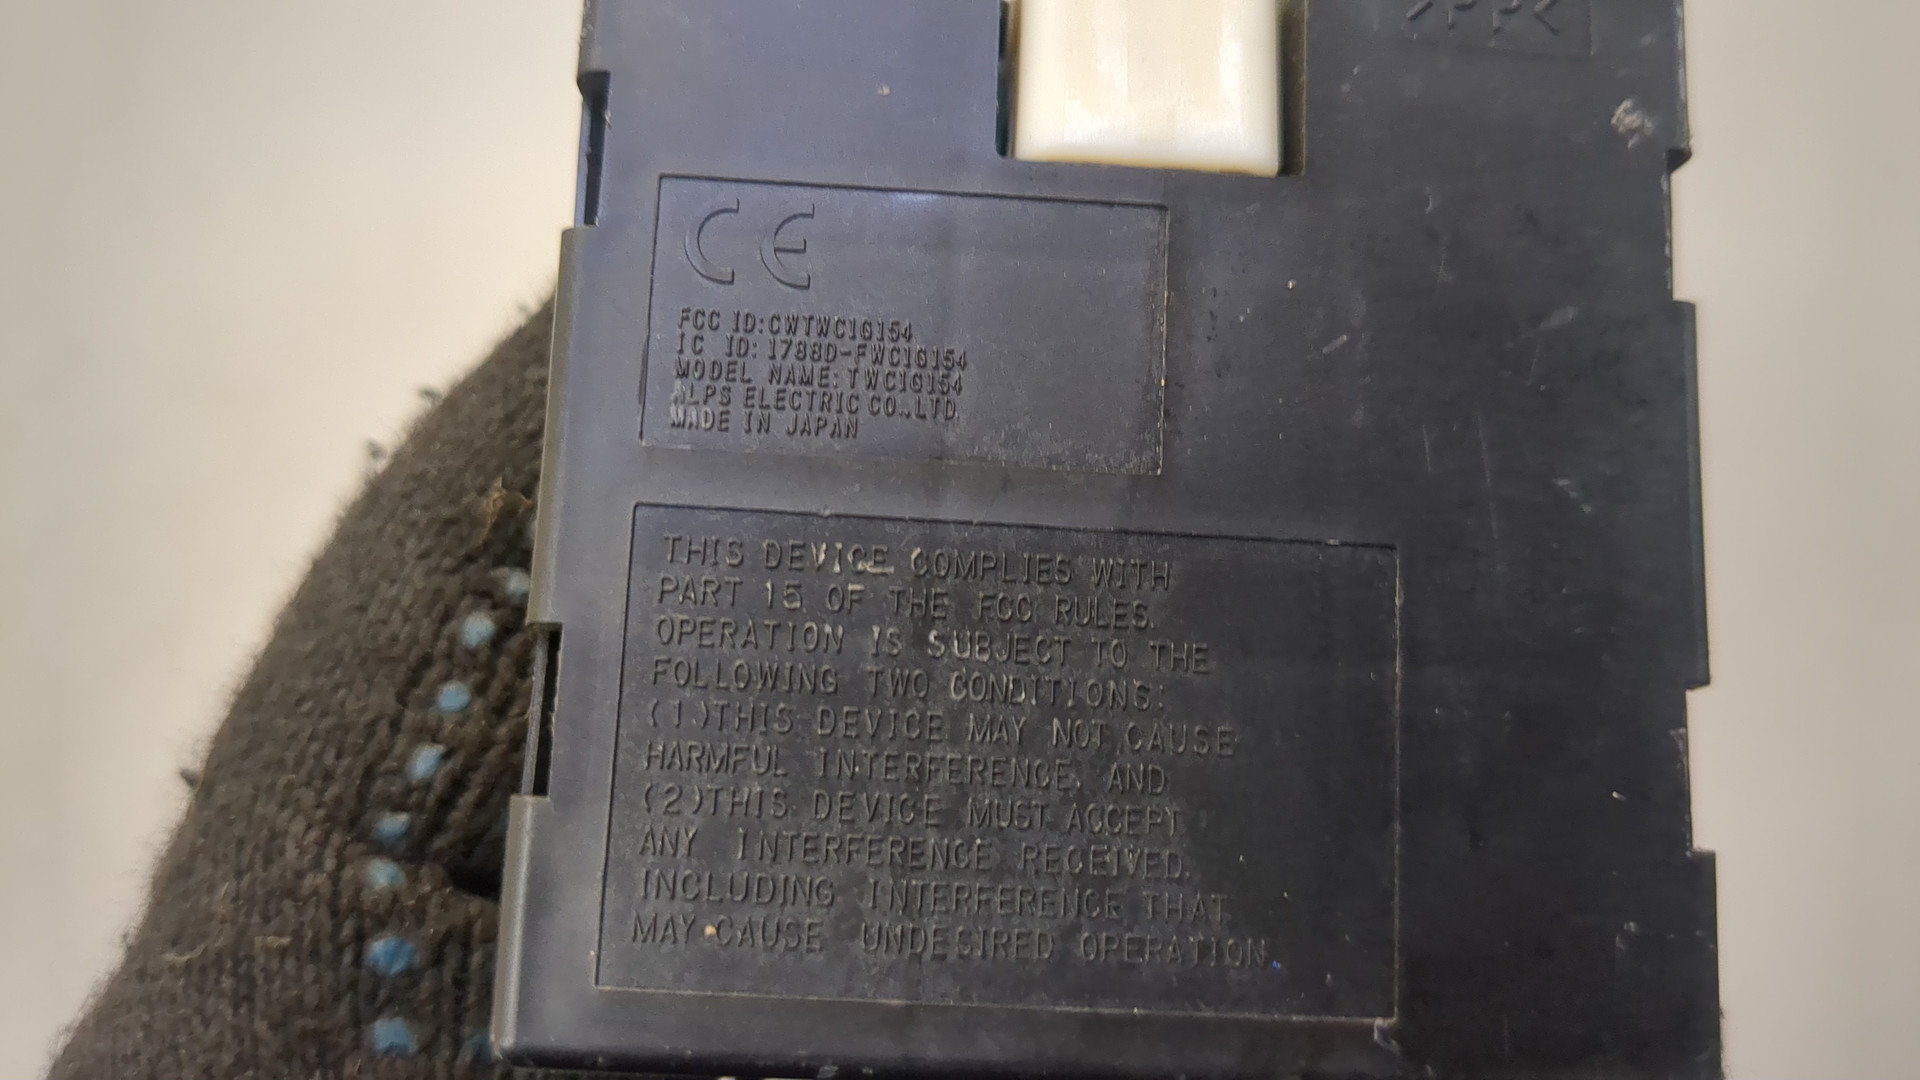 >PP<
CE
FCC ID:CWTWC1G154
IC ID:1788D-FWC1G154
MODEL NAME:TWC1G154
ALPS ELECTRIC CO.,LTD.
MADE IN JAPAN
THIS DEVICE COMPLIES WITH
PART 15 OF THE FCC RULES.
OPERATION IS SUBJECT TO THE
FOLLOWING TWO CONDITIONS:
(1)THIS DEVICE MAY NOT CAUSE
HARMFUL INTERFERENCE, AND
(2)THIS DEVICE MUST ACCEPT
ANY INTERFERENCE RECEIVED.
INCLUDING INTERFERENCE THAT
MAY CAUSE UNDESIRED OPERATION.